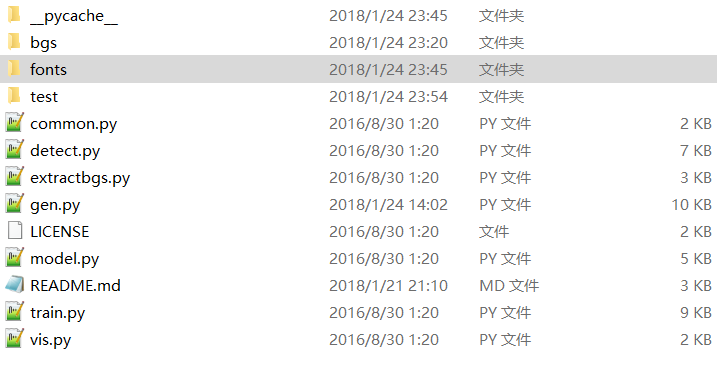 __pycache__ 2018/1/24 23:45 文件夹
bgs 2018/1/24 23:20 文件夹
fonts 2018/1/24 23:45 文件夹
test 2018/1/24 23:54 文件夹
common.py 2016/8/30 1:20 PY 文件 2 KB
detect.py 2016/8/30 1:20 PY 文件 7 KB
extractbgs.py 2016/8/30 1:20 PY 文件 3 KB
gen.py 2018/1/24 14:02 PY 文件 10 KB
LICENSE 2016/8/30 1:20 文件 2 KB
model.py 2016/8/30 1:20 PY 文件 5 KB
README.md 2018/1/21 21:10 MD 文件 3 KB
train.py 2016/8/30 1:20 PY 文件 9 KB
vis.py 2016/8/30 1:20 PY 文件 2 KB